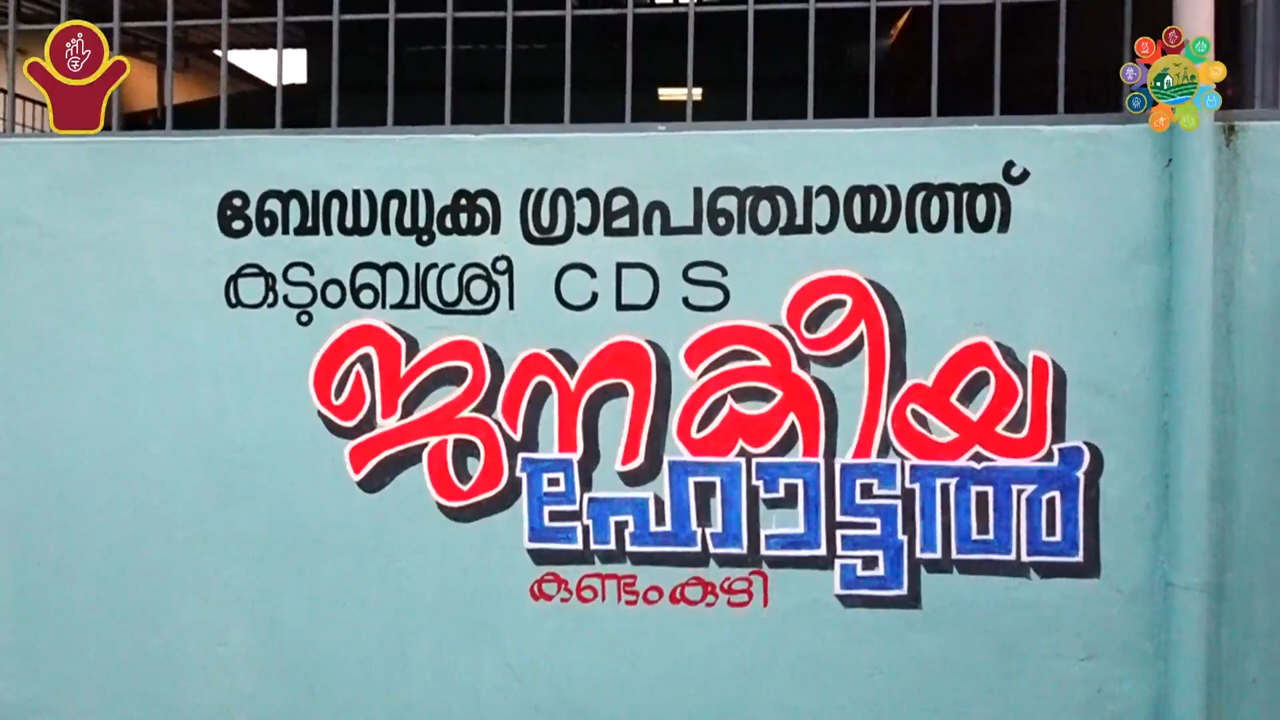 ബേഡഡുക്ക ഗ്രാമപഞ്ചായത്ത്
കുടുംബശ്രീ CDS
ജനകീയ
ഹോട്ടൽ
കുണ്ടംകുഴി